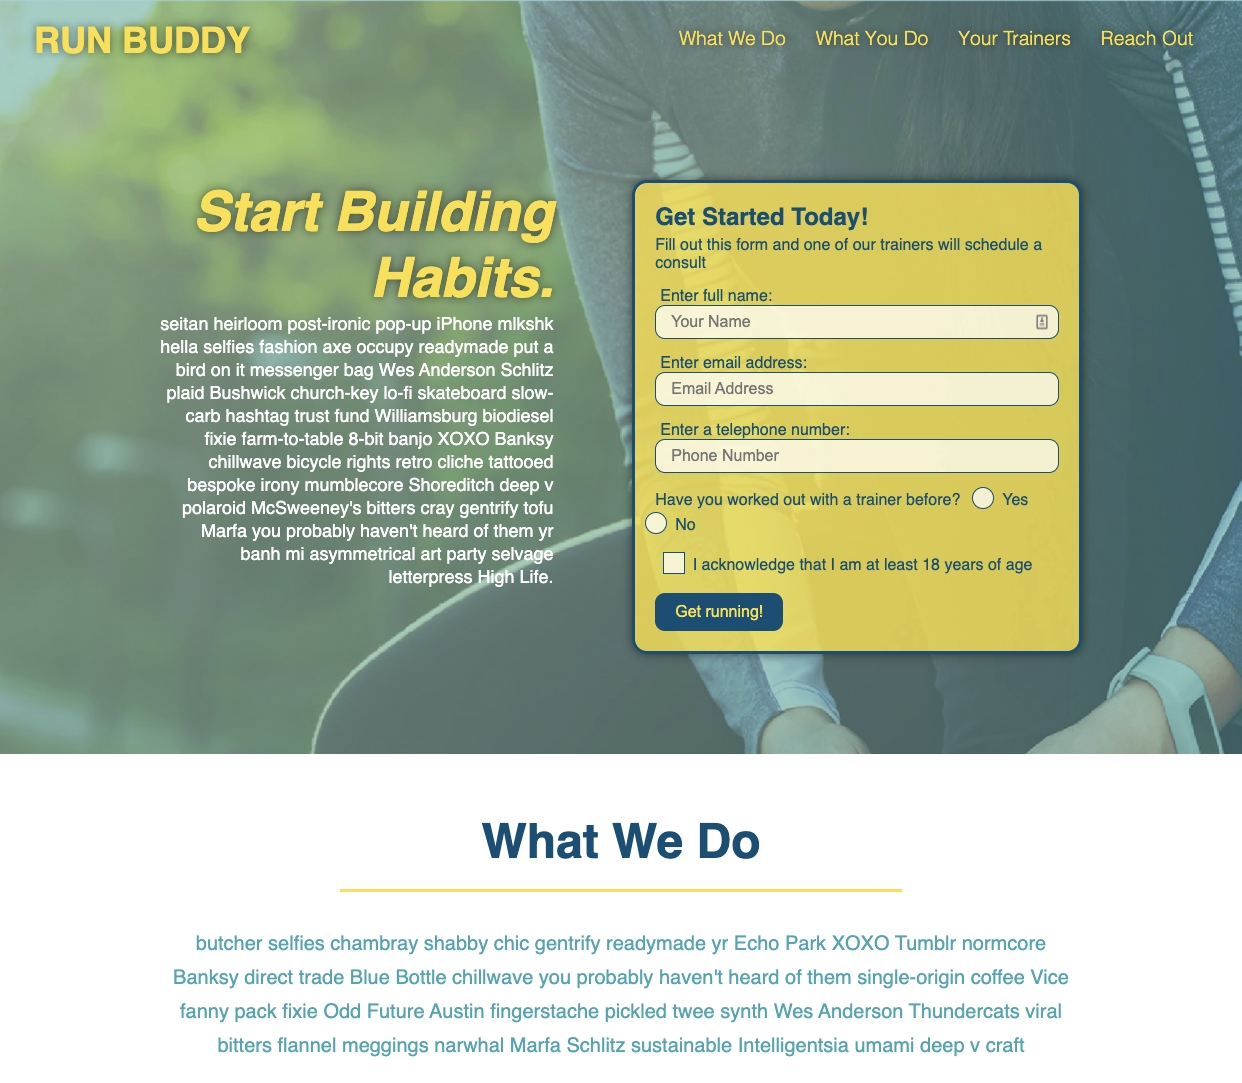 RUN BUDDY
What We Do
What You Do
Your Trainers
Reach Out
Start Building
Habits.
seitan heirloom post-ironic pop-up iPhone mlkshk
hella selfies fashion axe occupy readymade put a
bird on it messenger bag Wes Anderson Schlitz
plaid Bushwick church-key lo-fi skateboard slow-
carb hashtag trust fund Williamsburg biodiesel
fixie farm-to-table 8-bit banjo XOXO Banksy
chillwave bicycle rights retro cliche tattooed
bespoke irony mumblecore Shoreditch deep v
polaroid McSweeney's bitters cray gentrify tofu
Marfa you probably haven't heard of them yr
banh mi asymmetrical art party selvage
letterpress High Life.
Get Started Today!
Fill out this form and one of our trainers will schedule a
consult
Enter full name:
Your Name
Enter email address:
Email Address
Enter a telephone number:
Phone Number
Have you worked out with a trainer before? Yes
No
I acknowledge that I am at least 18 years of age
Get running!
What We Do
butcher selfies chambray shabby chic gentrify readymade yr Echo Park XOXO Tumblr normcore
Banksy direct trade Blue Bottle chillwave you probably haven't heard of them single-origin coffee Vice
fanny pack fixie Odd Future Austin fingerstache pickled twee synth Wes Anderson Thundercats viral
bitters flannel meggings narwhal Marfa Schlitz sustainable Intelligentsia umami deep v craft